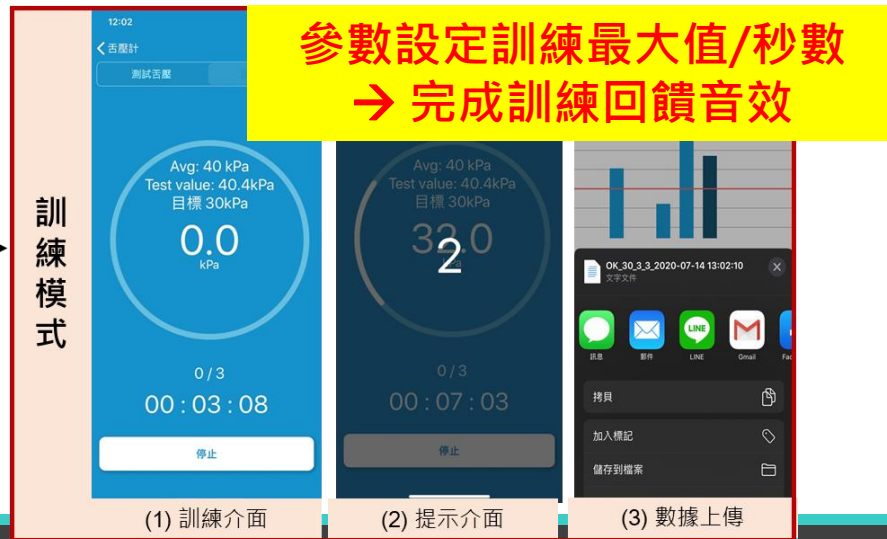 參數設定訓練最大值/秒數
→ 完成訓練回饋音效
訓練模式
12:02
舌壓計
測試舌壓
Avg: 40 kPa
Test value: 40.4kPa
目標 30kPa
0.0
kPa
0 / 3
00 : 03 : 08
停止
(1) 訓練介面
Avg: 40 kPa
Test value: 40.4kPa
目標 30kPa
32.0
2
0 / 3
00 : 07 : 03
停止
(2) 提示介面
OK_30_3_3_2020-07-14 13:02:10
文字文件
訊息
郵件
LINE
LINE
Gmail
Fac
拷貝
加入標記
儲存到檔案
(3) 數據上傳